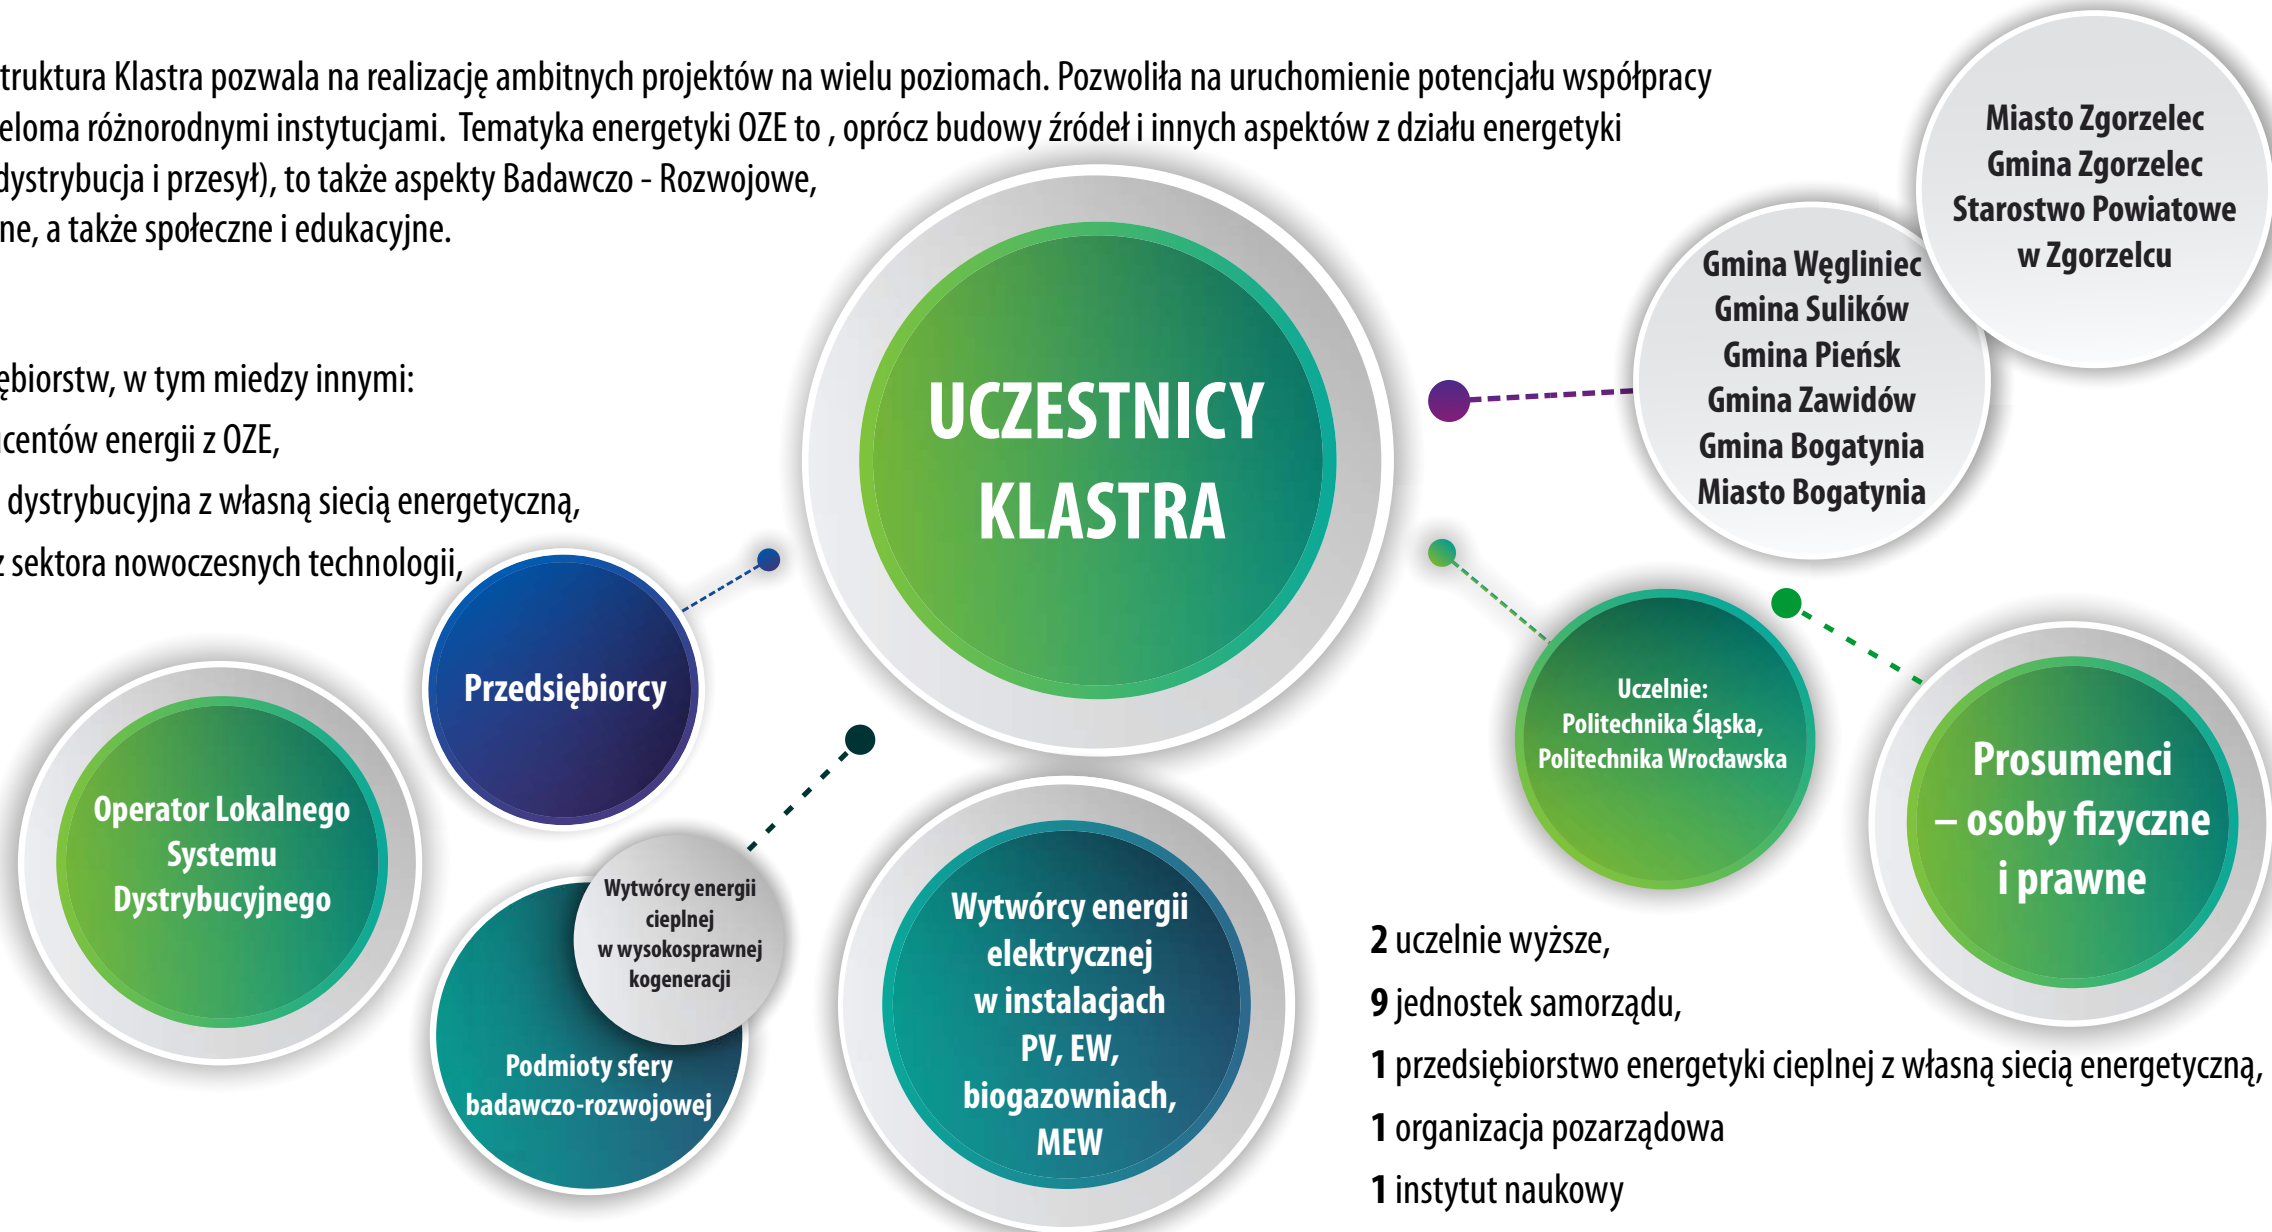 truktura Klastra pozwala na realizację ambitnych projektów na wielu poziomach. Pozwoliła na uruchomienie potencjału współpracy
eloma różnorodnymi instytucjami. Tematyka energetyki OZE to , oprócz budowy źródeł i innych aspektów z działu energetyki
dystrybucja i przesył), to także aspekty Badawczo - Rozwojowe,
ne, a także społeczne i edukacyjne.
ębiorstw, w tym miedzy innymi:
ucentów energii z OZE,
dystrybucyjna z własną siecią energetyczną,
z sektora nowoczesnych technologii,
UCZESTNICY
KLASTRA
Miasto Zgorzelec
Gmina Zgorzelec
Starostwo Powiatowe
w Zgorzelcu
Gmina Węgliniec
Gmina Sulików
Gmina Pieńsk
Gmina Zawidów
Gmina Bogatynia
Miasto Bogatynia
Przedsiębiorcy
Operator Lokalnego
Systemu
Dystrybucyjnego
Wytwórcy energii
cieplnej
w wysokosprawnej
kogeneracji
Podmioty sfery
badawczo-rozwojowej
Wytwórcy energii
elektrycznej
w instalacjach
PV, EW,
biogazowniach,
MEW
Uczelnie:
Politechnika Śląska,
Politechnika Wrocławska
Prosumenci
– osoby fizyczne
i prawne
2 uczelnie wyższe,
9 jednostek samorządu,
1 przedsiębiorstwo energetyki cieplnej z własną siecią energetyczną,
1 organizacja pozarządowa
1 instytut naukowy